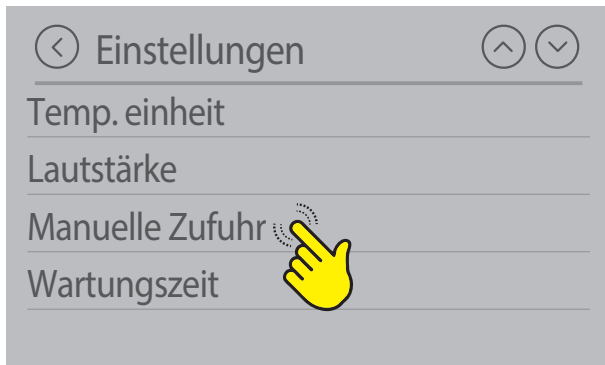 Einstellungen
Temp. einheit
Lautstärke
Manuelle Zufuhr
Wartungszeit